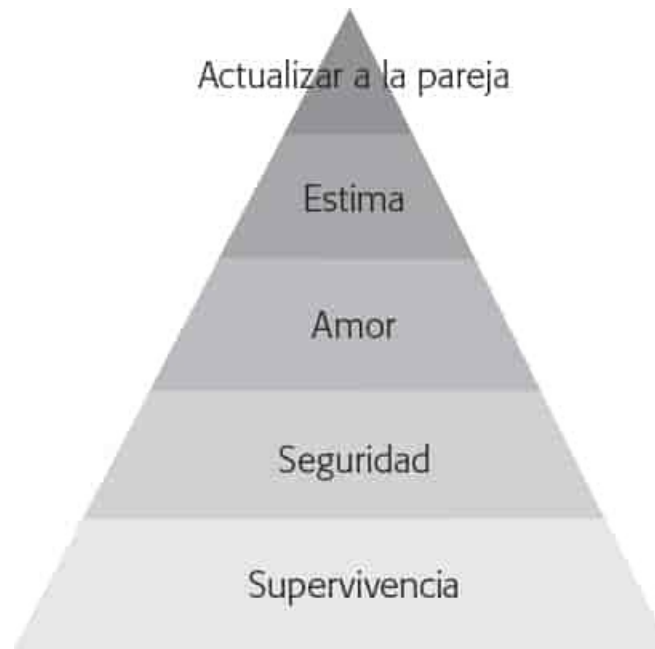 Actualizar a la pareja
Estima
Amor
Seguridad
Supervivencia